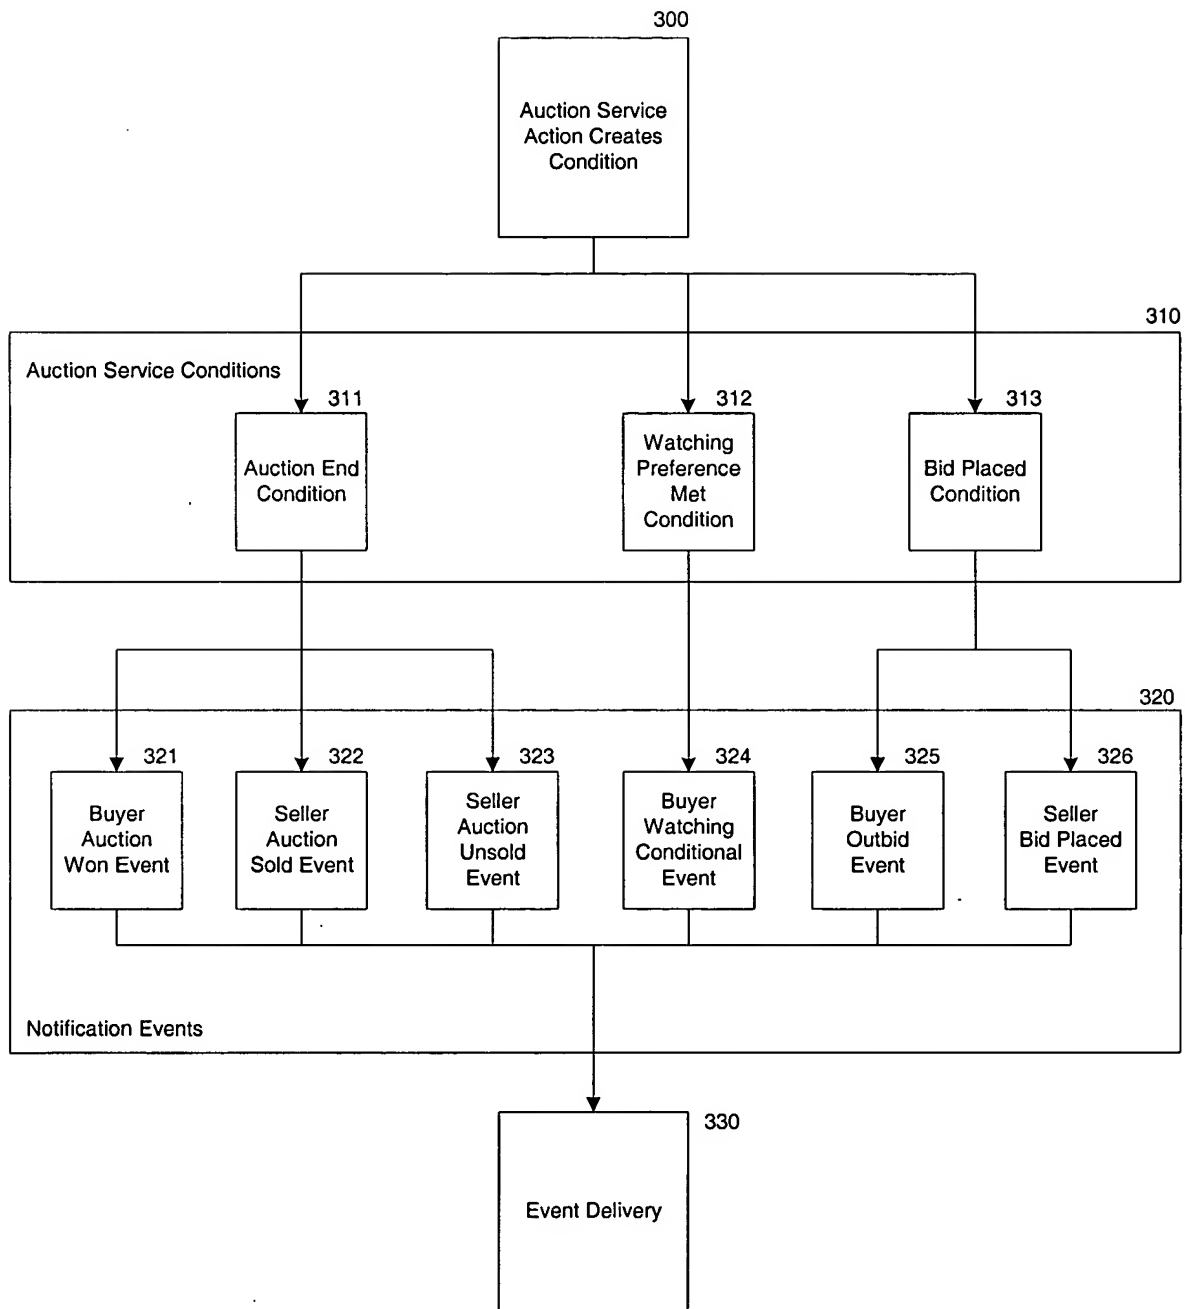 300
Auction Service
Action Creates
Condition
310
Auction Service Conditions
311
Auction End
Condition
312
Watching
Preference
Met
Condition
313
Bid Placed
Condition
320
321
Buyer
Auction
Won Event
322
Seller
Auction
Sold Event
323
Seller
Auction
Unsold
Event
324
Buyer
Watching
Conditional
Event
325
Buyer
Outbid
Event
326
Seller
Bid Placed
Event
Notification Events
330
Event Delivery